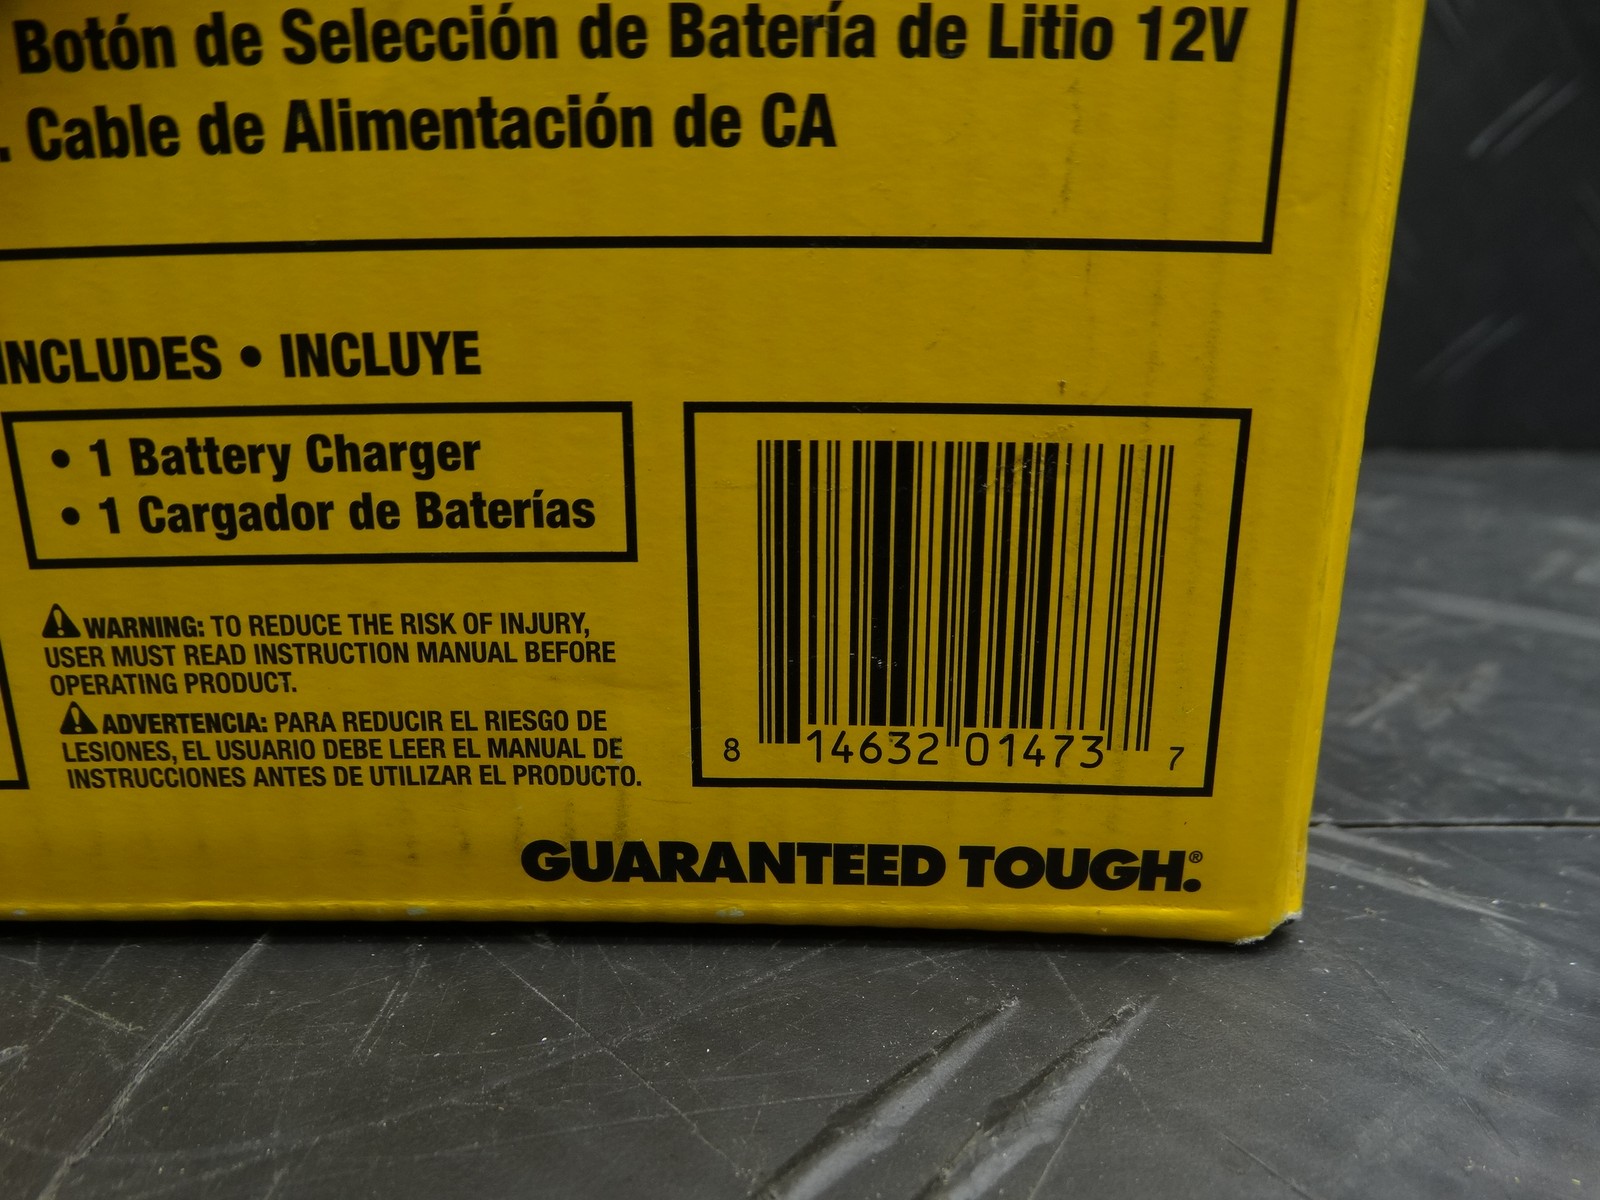 Botón de Selección de Batería de Litio 12V
. Cable de Alimentación de CA
INCLUDES • INCLUYE
• 1 Battery Charger
• 1 Cargador de Baterías
WARNING: TO REDUCE THE RISK OF INJURY,
USER MUST READ INSTRUCTION MANUAL BEFORE
OPERATING PRODUCT.
ADVERTENCIA: PARA REDUCIR EL RIESGO DE
LESIONES, EL USUARIO DEBE LEER EL MANUAL DE
INSTRUCCIONES ANTES DE UTILIZAR EL PRODUCTO.
8 14632 01473 7
GUARANTEED TOUGH.®